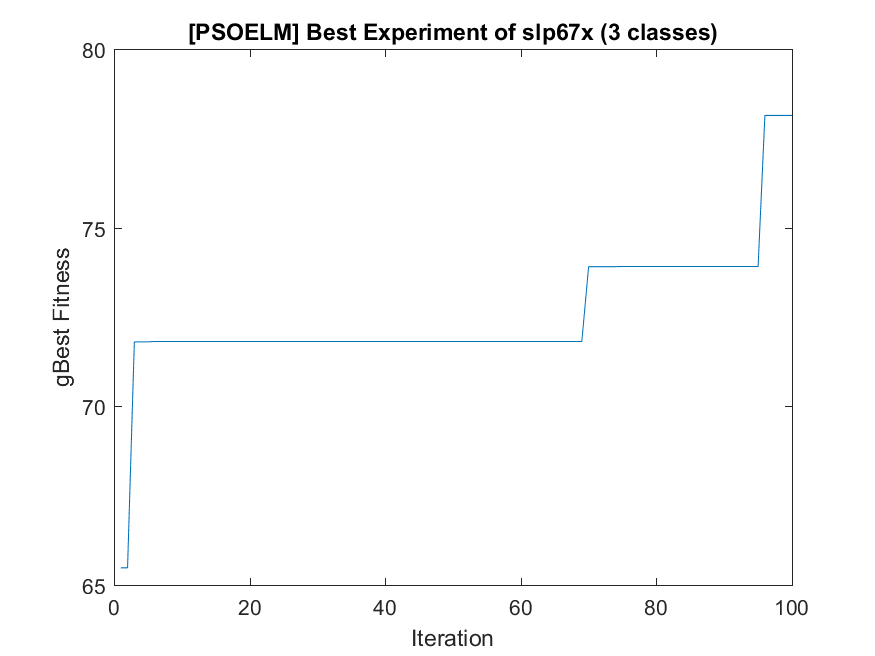 [PSOELM] Best Experiment of slp67x (3 classes)
80
75
70
65
gBest Fitness
0 20 40 60 80 100
Iteration